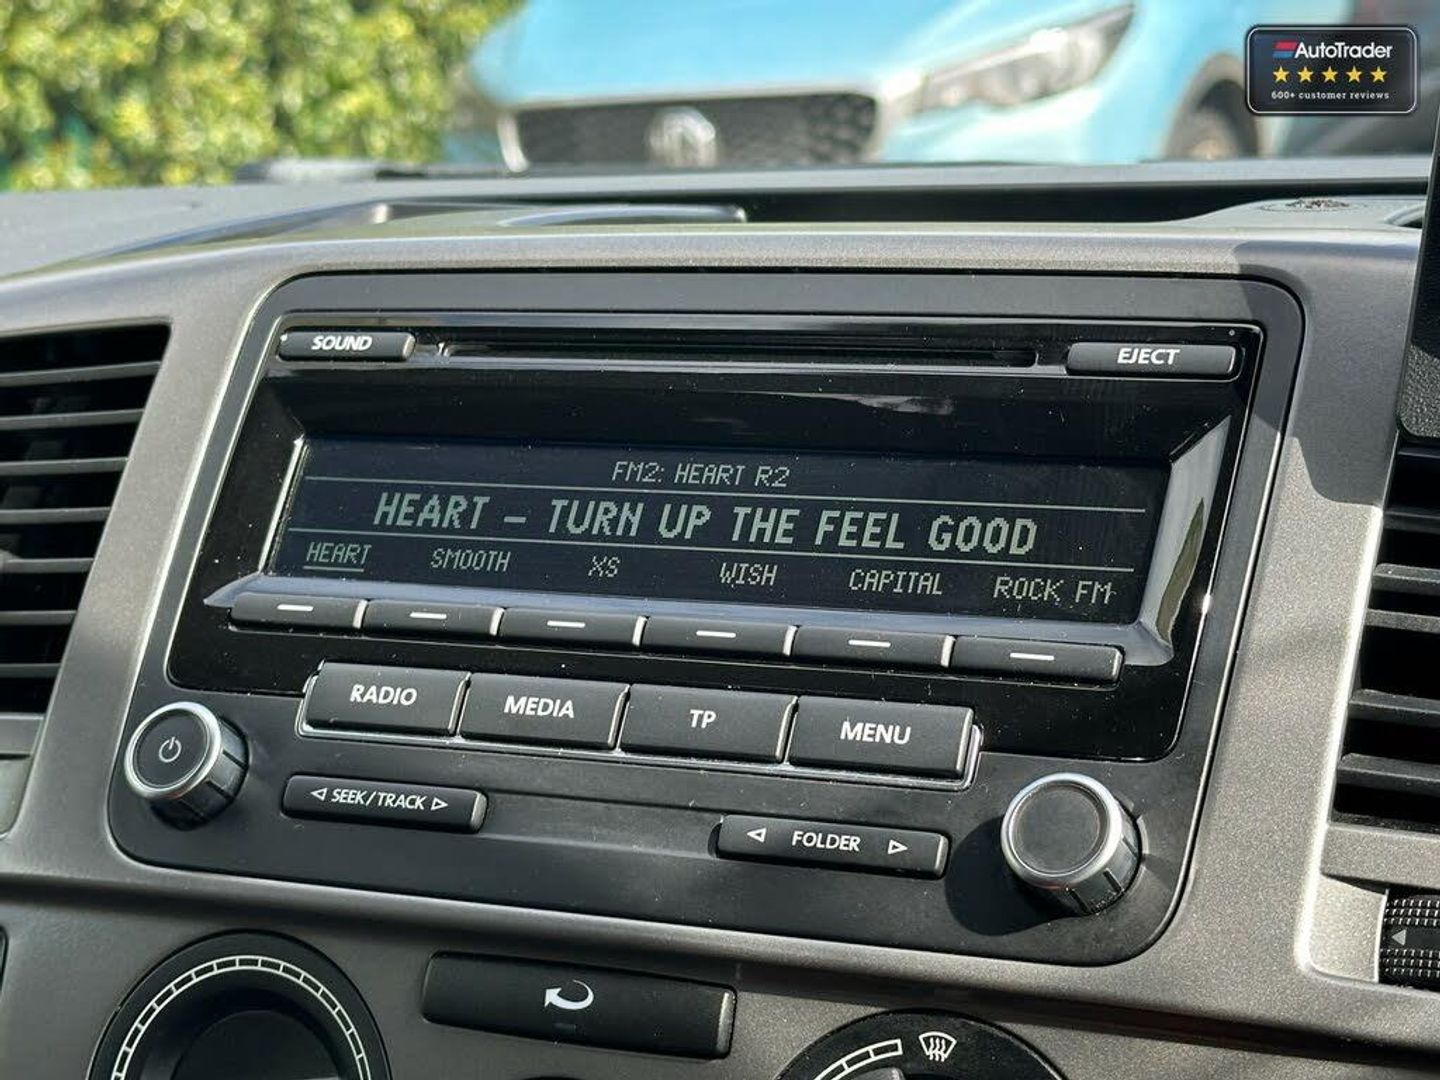 AutoTrader
600+ customer reviews
SOUND
EJECT
FM2: HEART R2
HEART - TURN UP THE FEEL GOOD
HEART SMOOTH XS WISH CAPITAL ROCK FM
RADIO MEDIA TP MENU
SEEK/TRACK
FOLDER